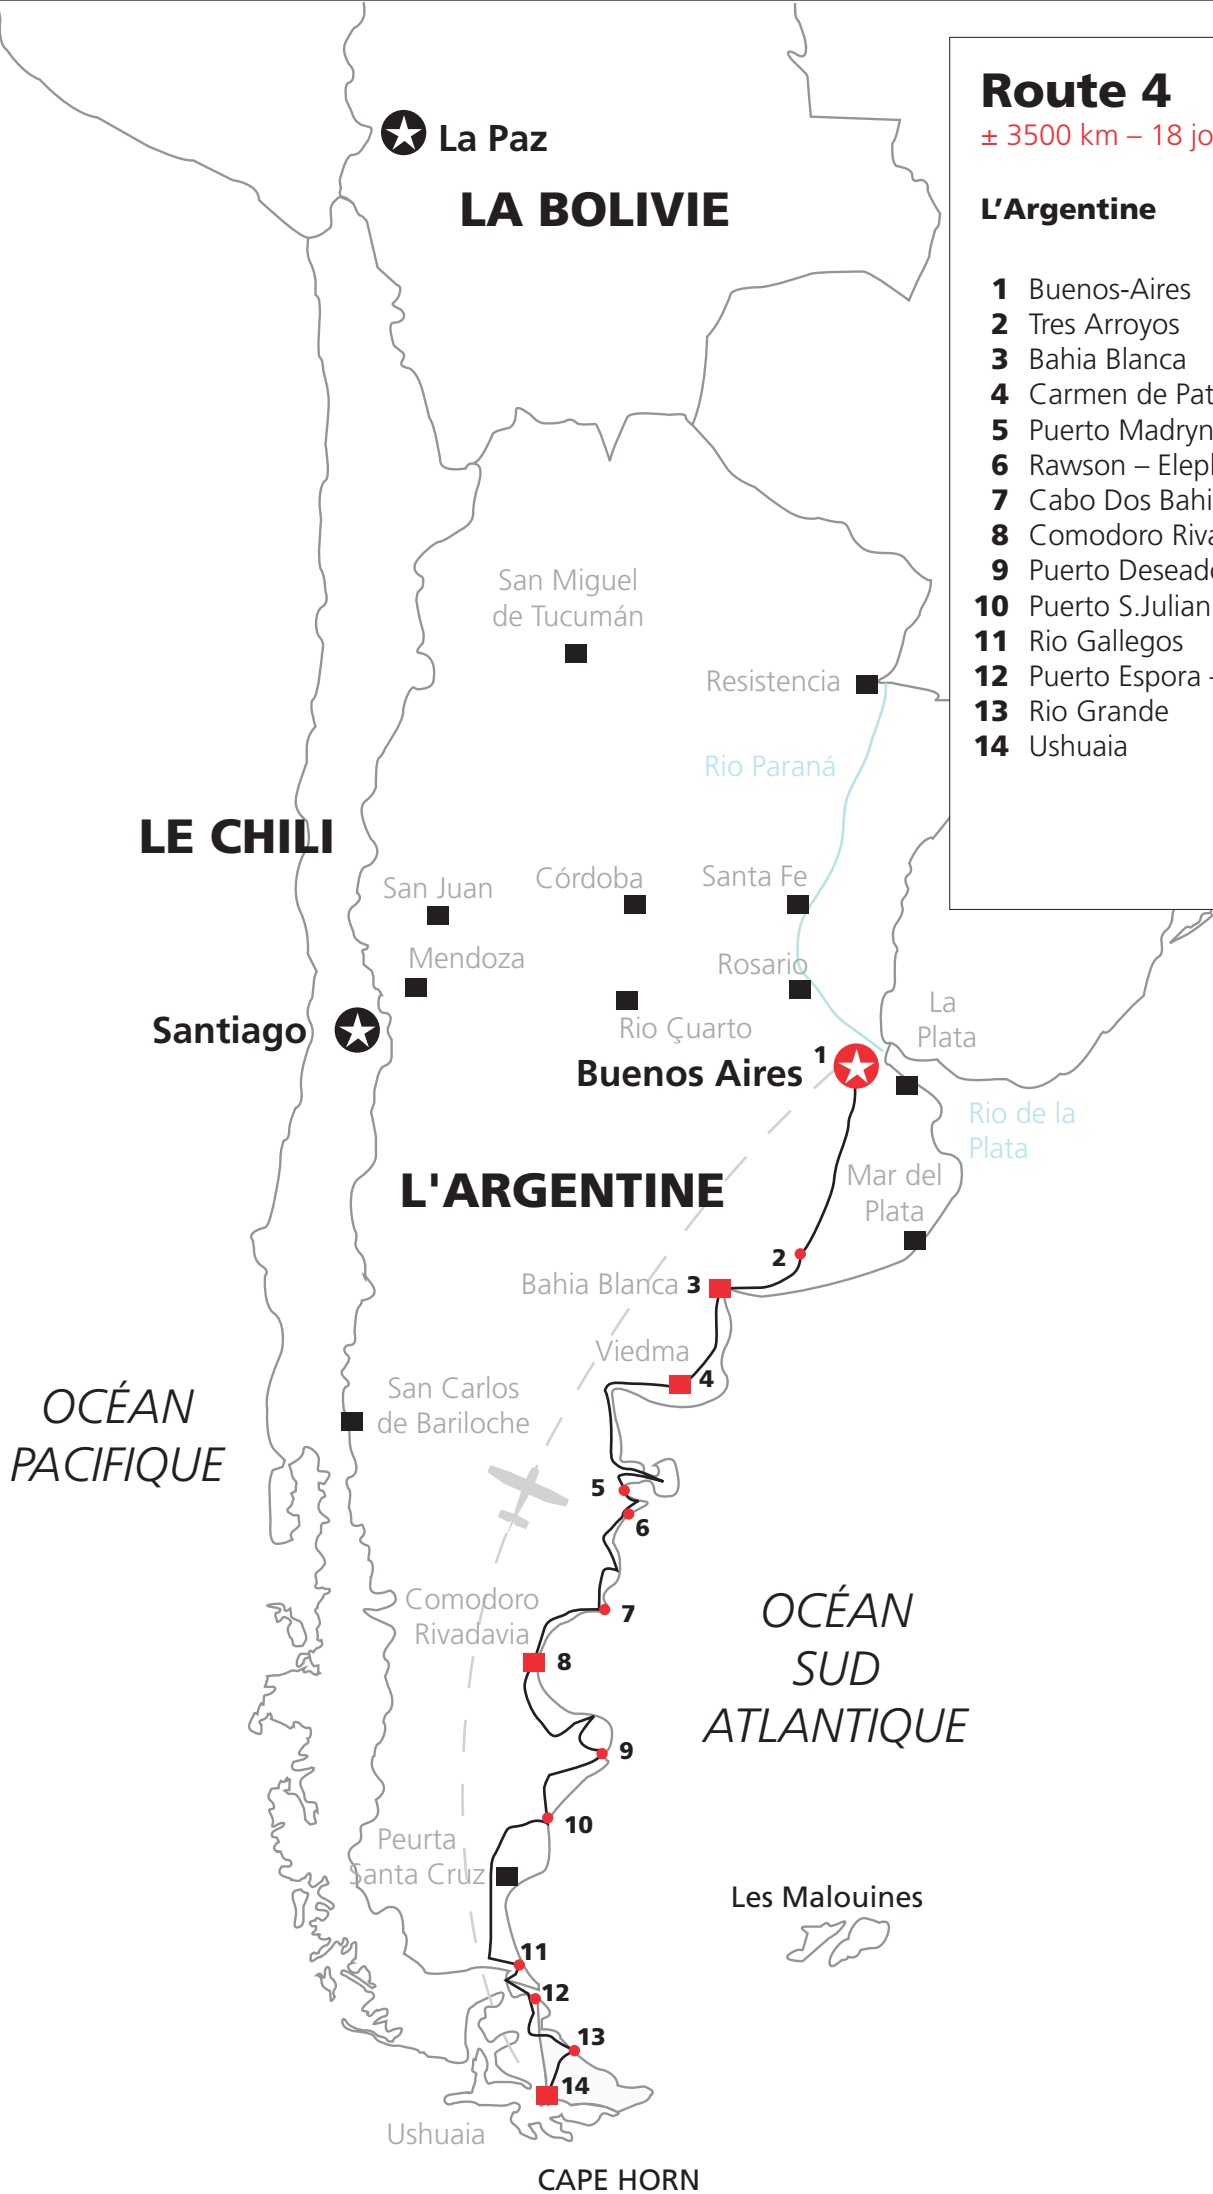 Route 4
± 3500 km – 18 jo
L’Argentine
1 Buenos-Aires
2 Tres Arroyos
3 Bahia Blanca
4 Carmen de Pat
5 Puerto Madryn
6 Rawson – Elep
7 Cabo Dos Bahi
8 Comodoro Riva
9 Puerto Desead
10 Puerto S.Julian
11 Rio Gallegos
12 Puerto Espora -
13 Rio Grande
14 Ushuaia
La Paz
LA BOLIVIE
San Miguel
de Tucumán
Resistencia
Rio Paraná
LE CHILI
San Juan
Córdoba
Santa Fe
Mendoza
Rosario
Rio Çuarto
La
Plata
Santiago
Buenos Aires
1
Rio de la
Plata
L'ARGENTINE
Mar del
Plata
2
Bahia Blanca
3
Viedma
4
OCÉAN
PACIFIQUE
San Carlos
de Bariloche
5
6
Comodoro
Rivadavia
7
8
OCÉAN
SUD
ATLANTIQUE
9
10
Peurta
Santa Cruz
Les Malouines
11
12
13
14
Ushuaia
CAPE HORN